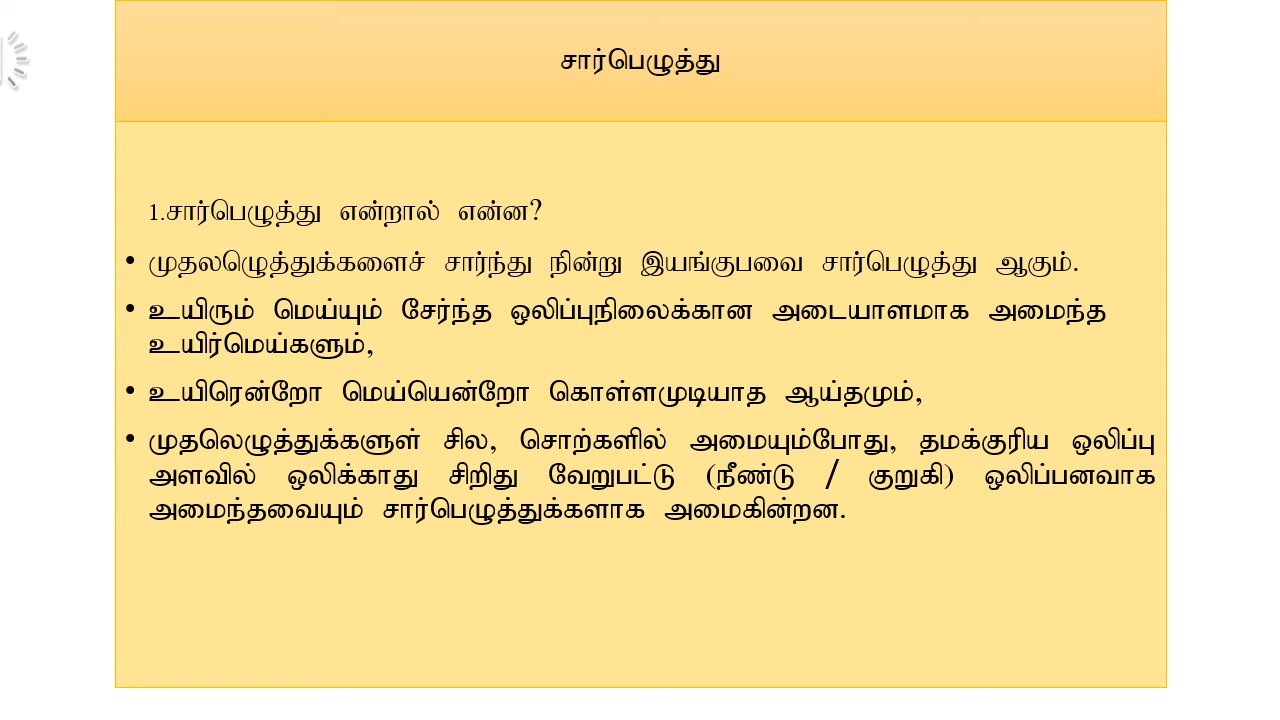 சார்பெழுத்து
1.சார்பெழுத்து என்றால் என்ன?
• முதலழெுத்துக்களைச் சார்ந்து நின்று இயங்குபவை சார்பெழுத்து ஆகும்.
• உயிரும் மெய்யும் சேர்ந்த ஒலிப்புநிலைக்கான அடையாளமாக அமைந்த
உயிர்மெய்களும்,
• உயிரென்றோ மெய்யென்றோ கொள்ளமுடியாத ஆய்தமும்,
• முதலெழுத்துக்களுள் சில, சொற்களில் அமையும்போது, தமக்குரிய ஒலிப்பு
அளவில் ஒலிக்காது சிறிது வேறுபட்டு (நீண்டு / குறுகி) ஒலிப்பனவாக
அமைந்தவையும் சார்பெழுத்துக்களாக அமைகின்றன.